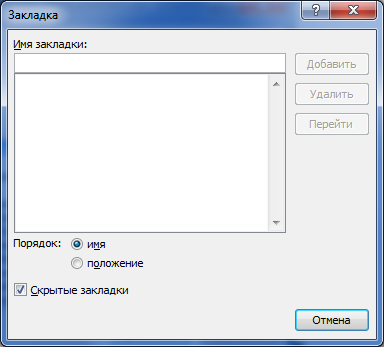 Закладка
Имя закладки:
Добавить
Удалить
Перейти
Порядок:
имя
положение
Скрытые закладки
Отмена